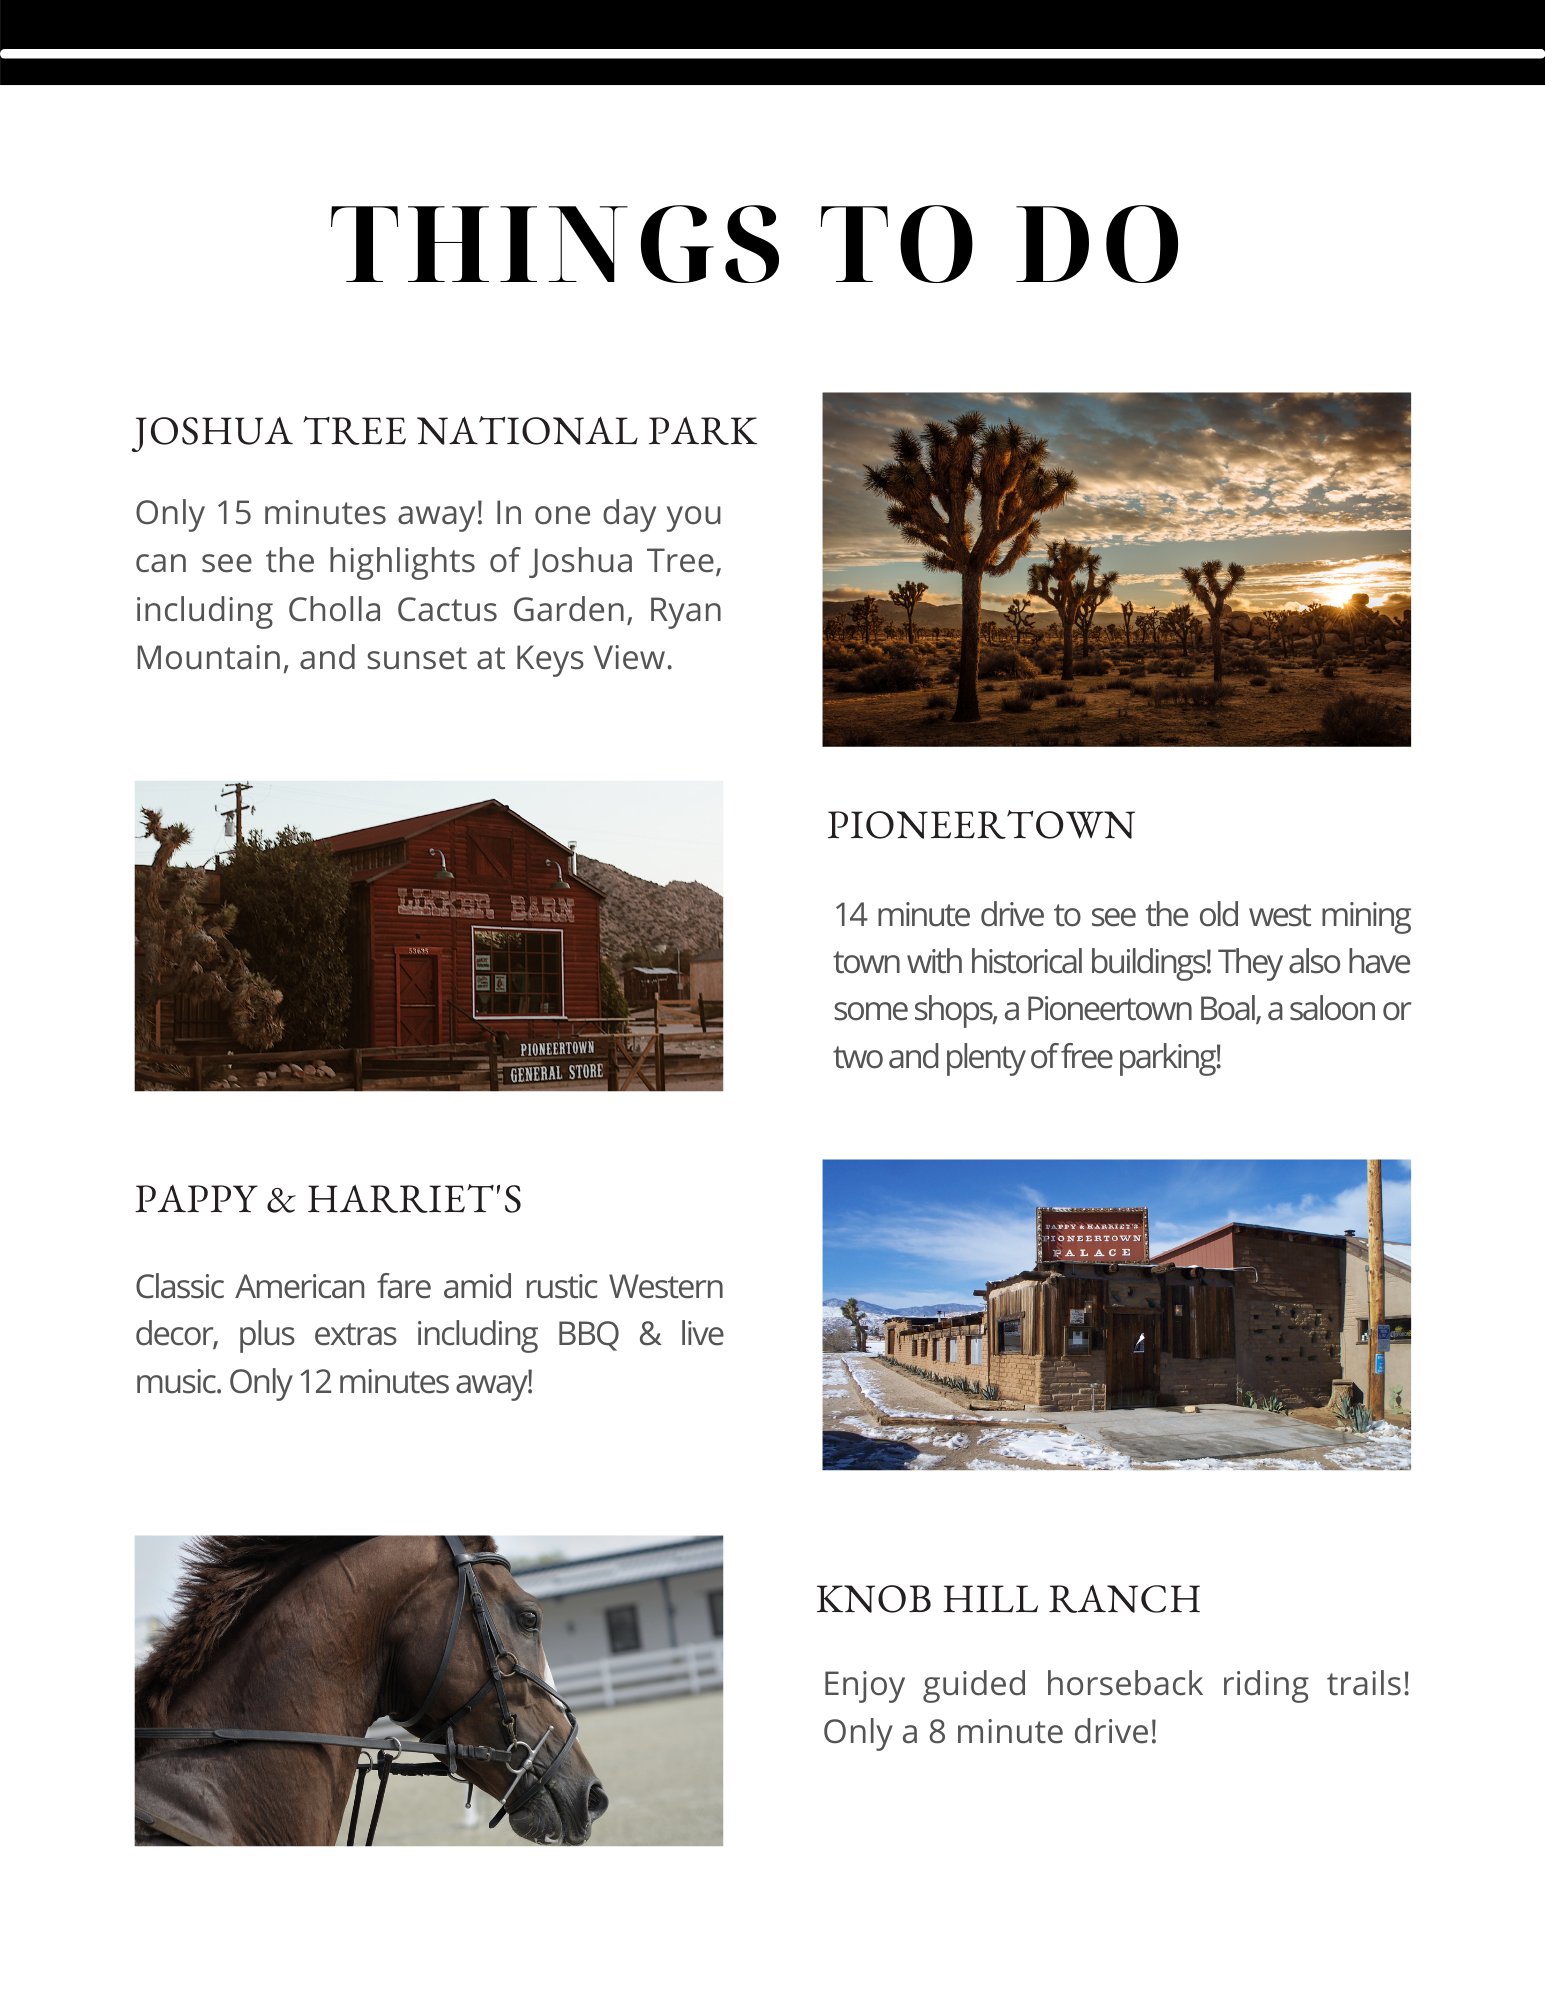 THINGS TO DO
JOSHUA TREE NATIONAL PARK
Only 15 minutes away! In one day you
can see the highlights of Joshua Tree,
including Cholla Cactus Garden, Ryan
Mountain, and sunset at Keys View.
LIKKER BARN
53695
PIONEERTOWN
GENERAL STORE
PIONEERTOWN
14 minute drive to see the old west mining
town with historical buildings! They also have
some shops, a Pioneertown Boal, a saloon or
two and plenty of free parking!
PAPPY & HARRIET'S
Classic American fare amid rustic Western
decor, plus extras including BBQ & live
music. Only 12 minutes away!
PAPPY & HARRIET'S
PIONEERTOWN
PALACE
KNOB HILL RANCH
Enjoy guided horseback riding trails!
Only a 8 minute drive!